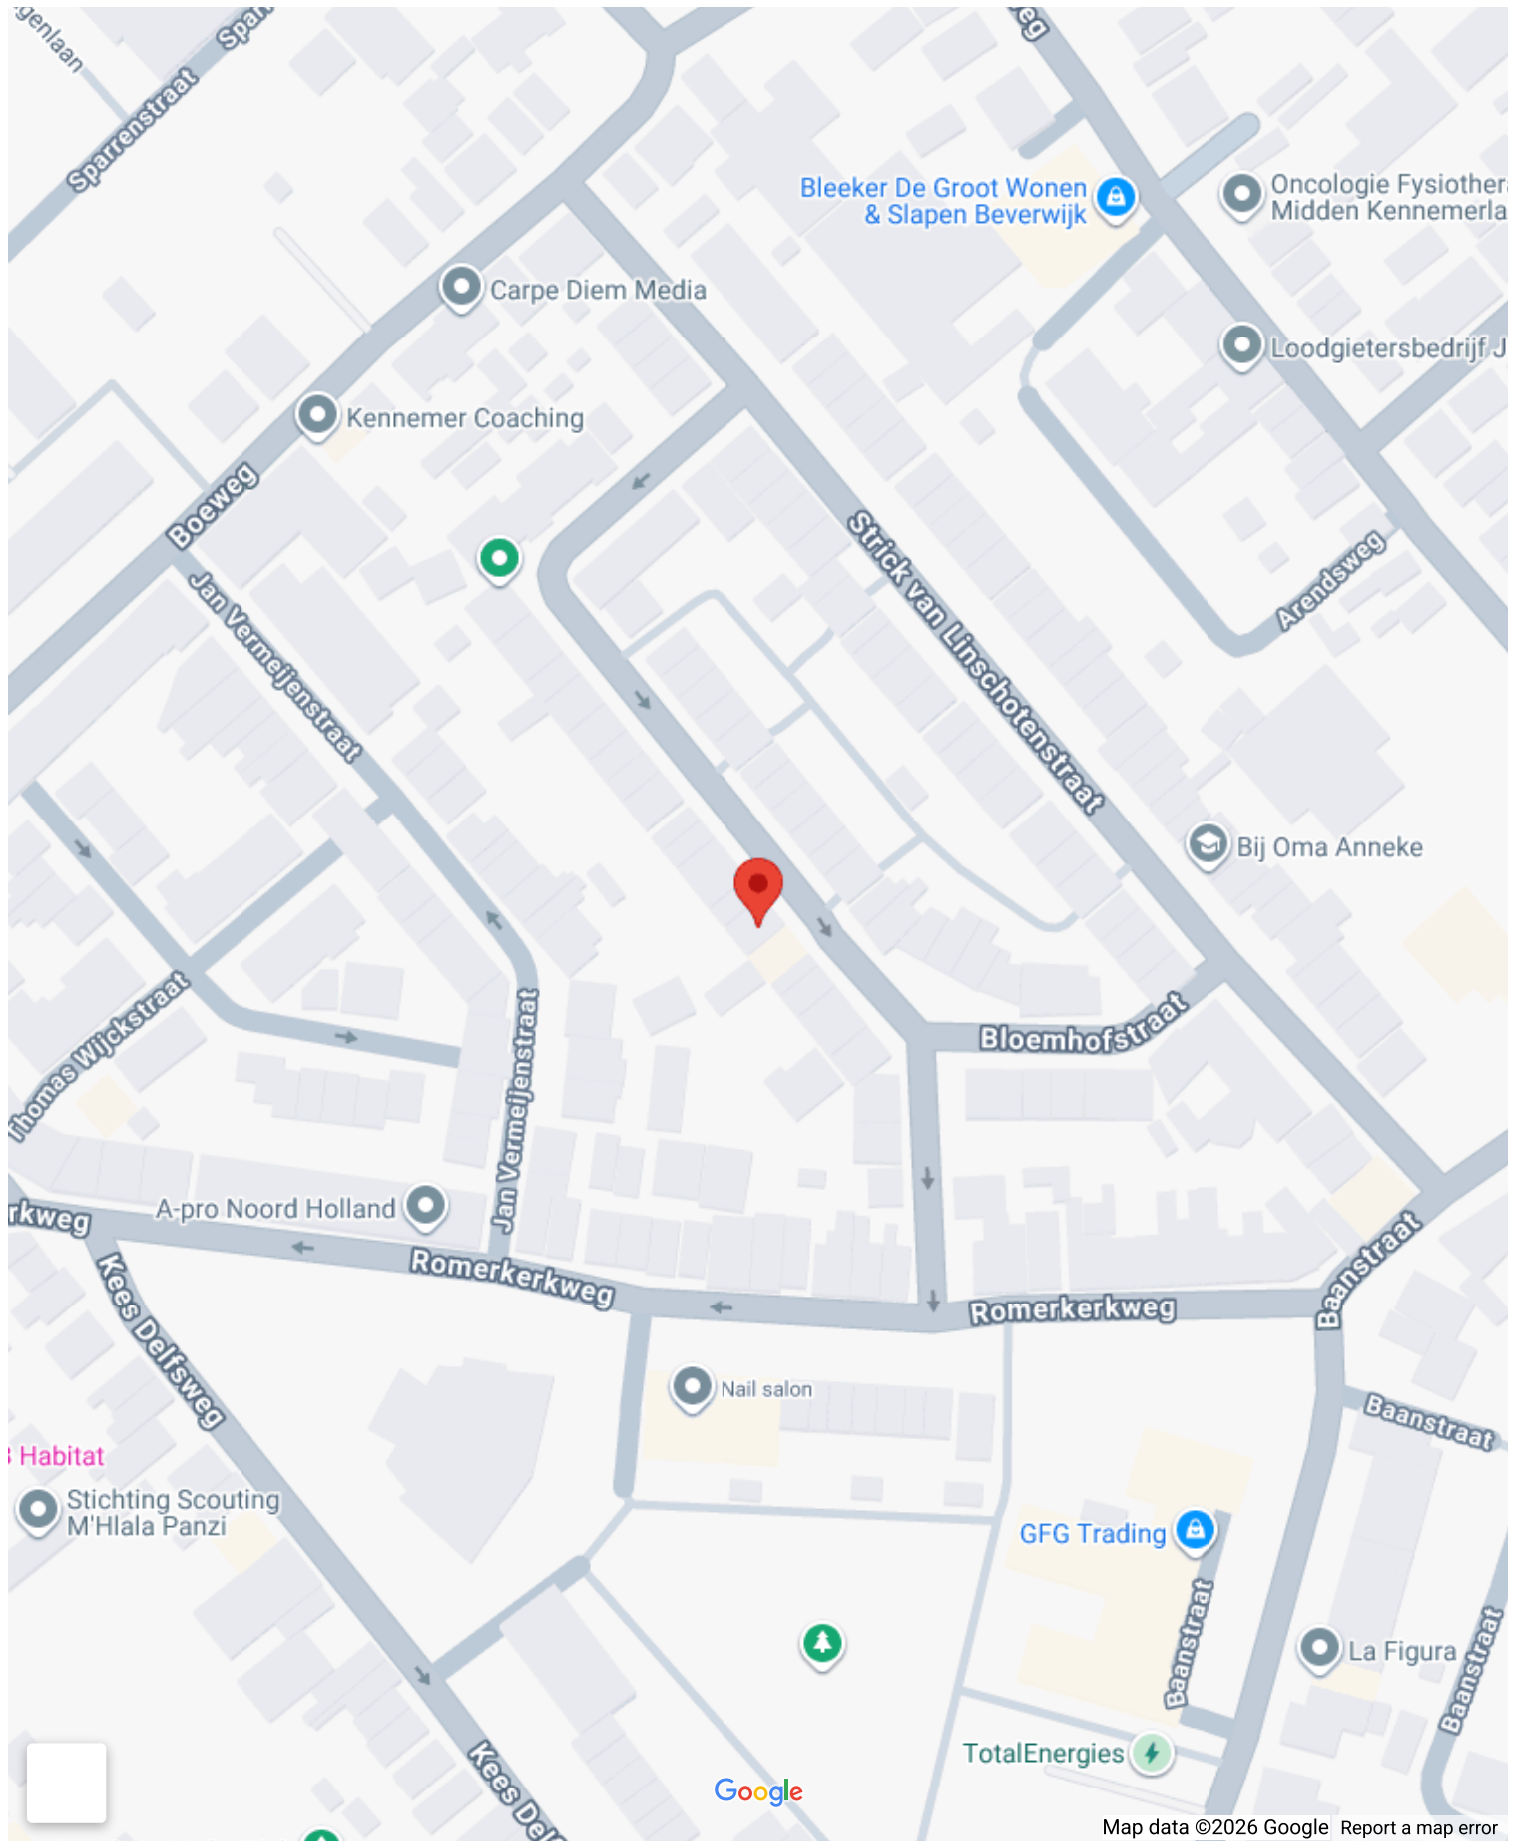 genlaan
Sparrenstraat
Bleeker De Groot Wonen
& Slapen Beverwijk
Oncologie Fysiother
Midden Kennemerla
Carpe Diem Media
Loodgietersbedrijf J
Kennemer Coaching
Boeweg
Strick van Linschotenstraat
Arendsweg
Jan Vermeijenstraat
Bij Oma Anneke
Thomas Wijckstraat
Jan Vermeijenstraat
Bloemhofstraat
A-pro Noord Holland
rkweg
Romerkerkweg
Romerkerkweg
Baanstraat
Kees Delfsweg
Nail salon
Baanstraat
Habitat
Stichting Scouting
M'Hlala Panzi
GFG Trading
Baanstraat
La Figura
Baanstraat
TotalEnergies
Kees Delf
Google
Map data ©2026 Google
Report a map error